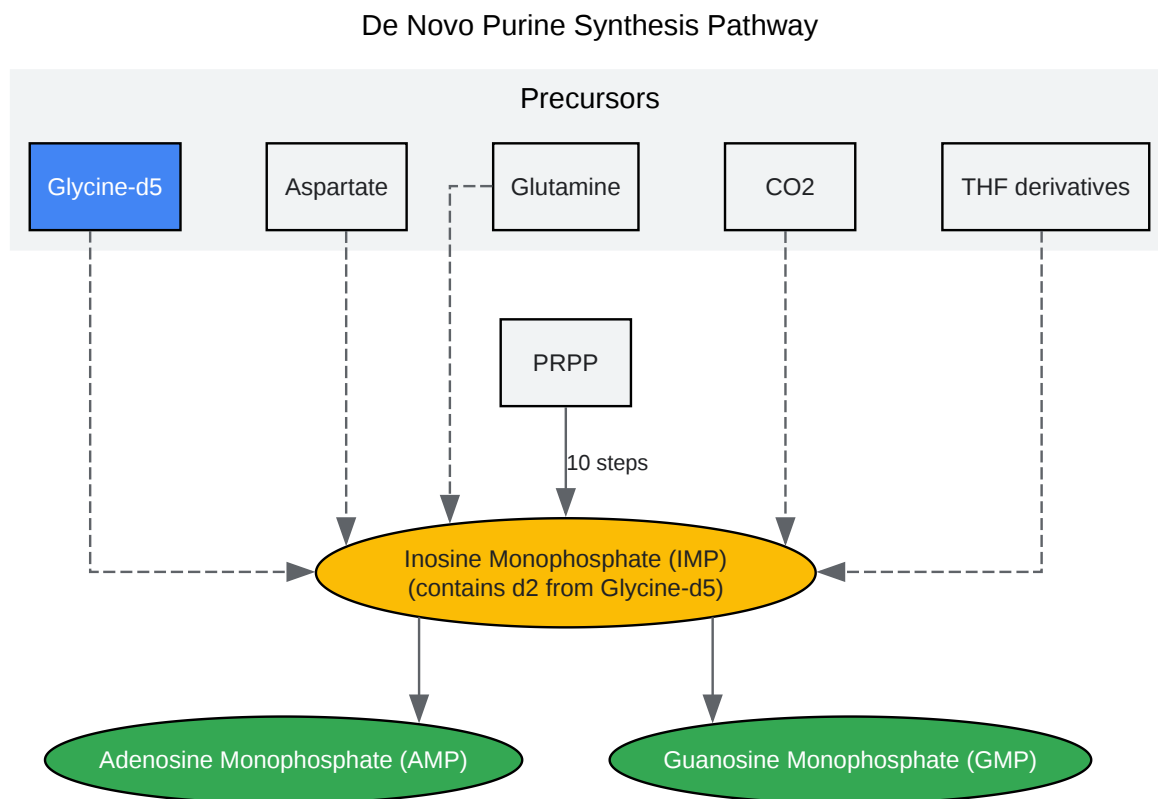 De Novo Purine Synthesis Pathway
Precursors
Glycine-d5
Aspartate
Glutamine
CO2
THF derivatives
PRPP
10 steps
Inosine Monophosphate (IMP)
(contains d2 from Glycine-d5)
Adenosine Monophosphate (AMP)
Guanosine Monophosphate (GMP)